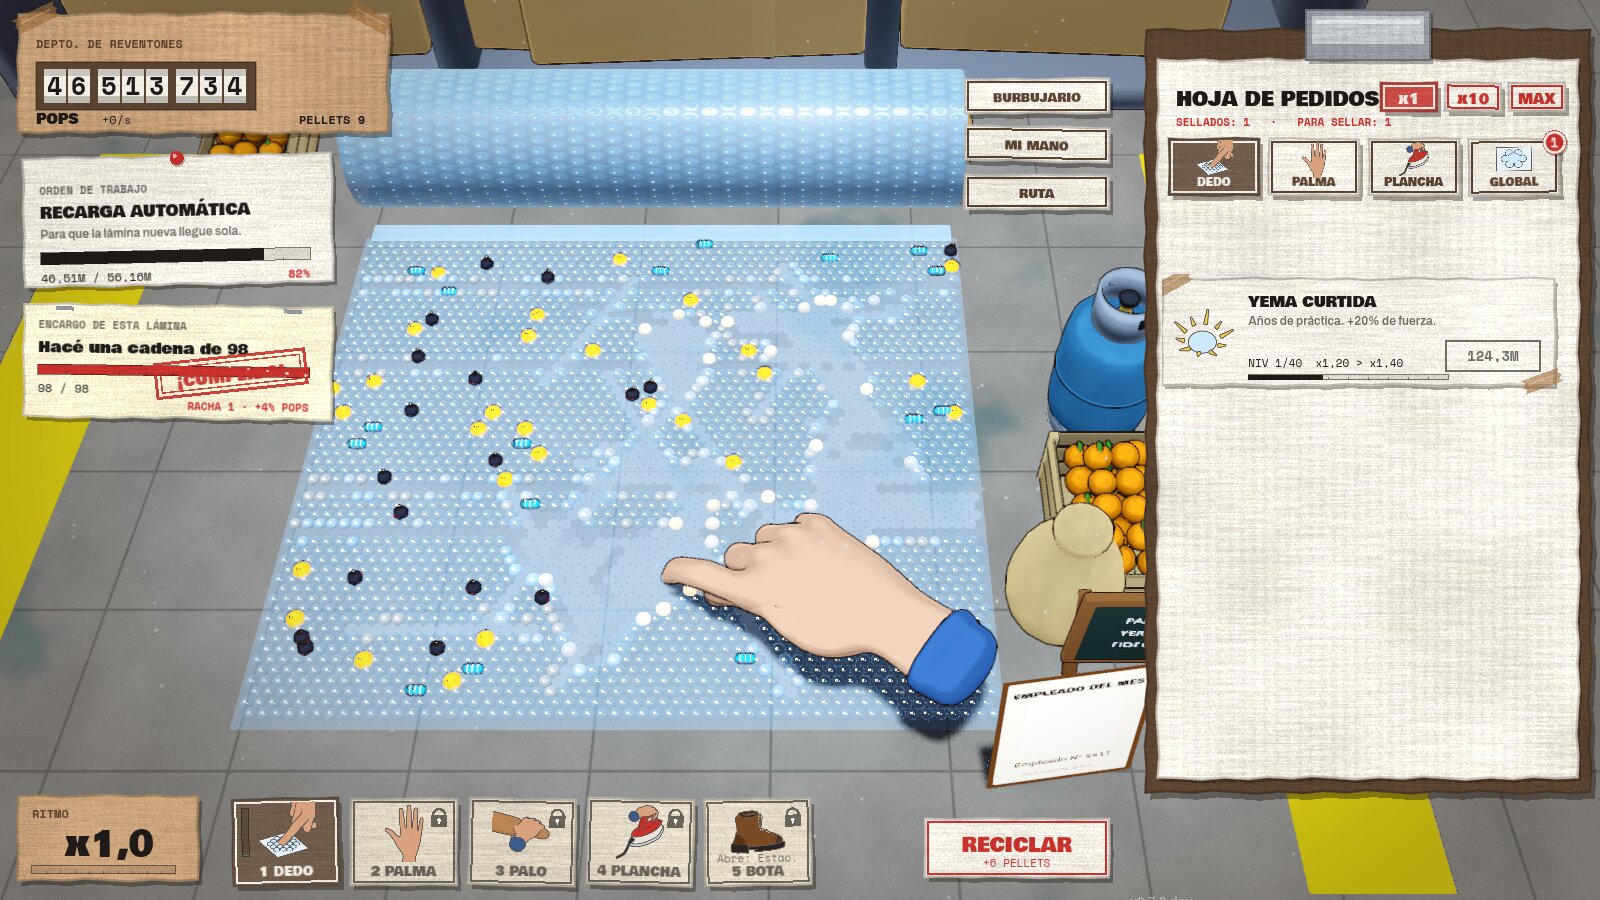 DEPTO. DE REVENTONES
46 513 734
POPS +0/s PELLETS 9
ORDEN DE TRABAJO
RECARGA AUTOMÁTICA
Para que la lámina nueva llegue sola.
46,51M / 56,16M 82%
ENCARGO DE ESTA LÁMINA
Hacé una cadena de 98
98 / 98
RACHA 1 · +4% POPS
BURBUJARIO
MI MANO
RUTA
HOJA DE PEDIDOS x1 x10 MAX
SELLADOS: 1 · PARA SELLAR: 1
DEDO PALMA PLANCHA GLOBAL 1
YEMA CURTIDA
Años de práctica. +20% de fuerza.
NIV 1/40 x1,20 > x1,40 124,3M
EMPLEADO DEL MES
RITMO
x1,0
1 DEDO
2 PALMA
3 PALO
4 PLANCHA
Abre: Estac.
5 BOTA
RECICLAR
+6 PELLETS